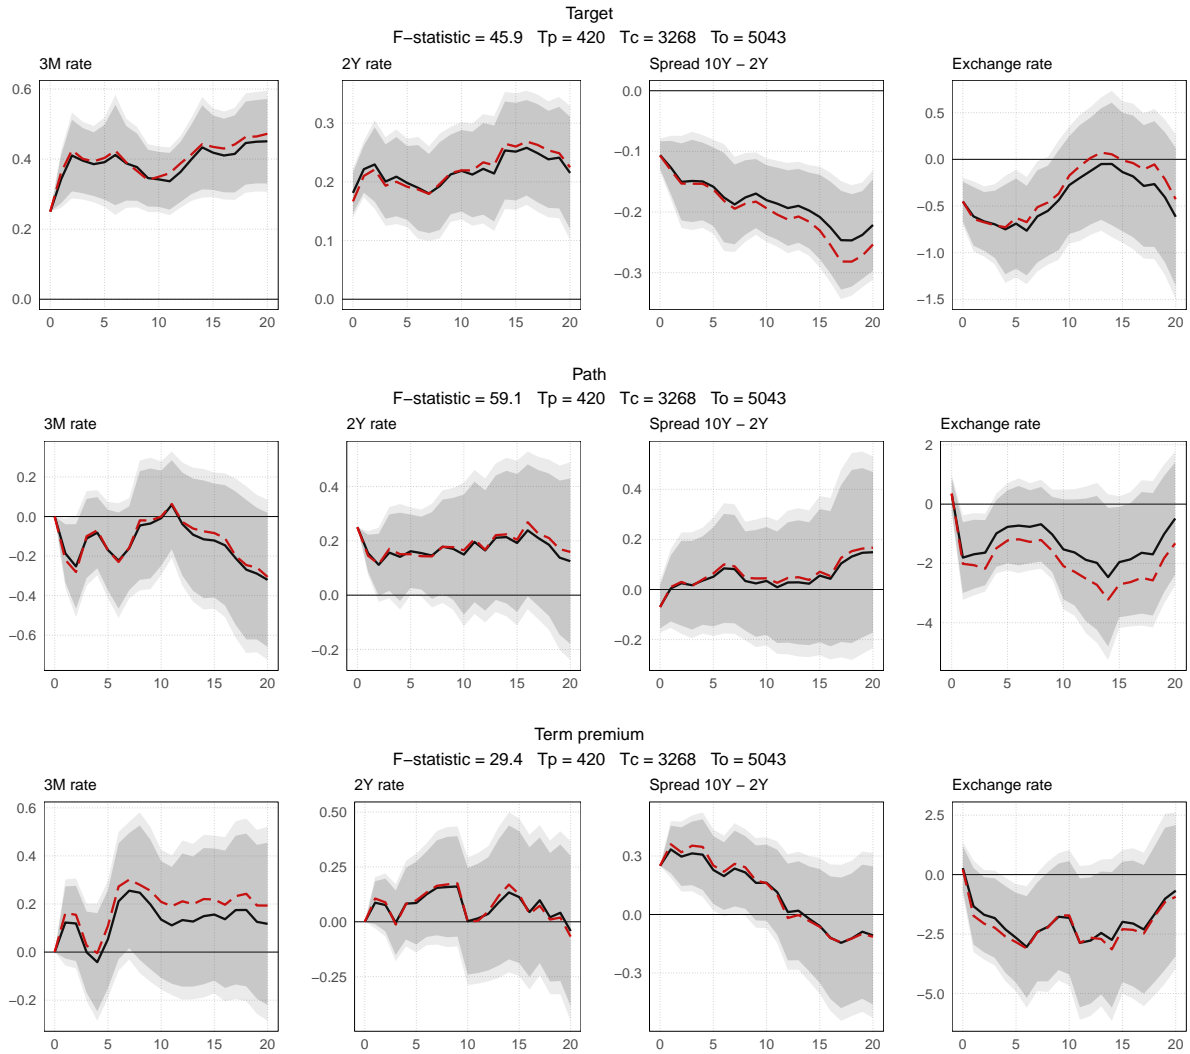 Target
F−statistic = 45.9 Tp = 420 Tc = 3268 To = 5043
3M rate
0.6
0.4
0.2
0.0
0 5 10 15 20
2Y rate
0.3
0.2
0.1
0.0
0 5 10 15 20
Spread 10Y − 2Y
0.0
−0.1
−0.2
−0.3
0 5 10 15 20
Exchange rate
0.5
0.0
−0.5
−1.0
−1.5
0 5 10 15 20
Path
F−statistic = 59.1 Tp = 420 Tc = 3268 To = 5043
3M rate
0.2
0.0
−0.2
−0.4
−0.6
0 5 10 15 20
2Y rate
0.4
0.2
0.0
−0.2
0 5 10 15 20
Spread 10Y − 2Y
0.4
0.2
0.0
−0.2
0 5 10 15 20
Exchange rate
2
0
−2
−4
0 5 10 15 20
Term premium
F−statistic = 29.4 Tp = 420 Tc = 3268 To = 5043
3M rate
0.6
0.4
0.2
0.0
−0.2
0 5 10 15 20
2Y rate
0.50
0.25
0.00
−0.25
0 5 10 15 20
Spread 10Y − 2Y
0.3
0.0
−0.3
0 5 10 15 20
Exchange rate
2.5
0.0
−2.5
−5.0
0 5 10 15 20